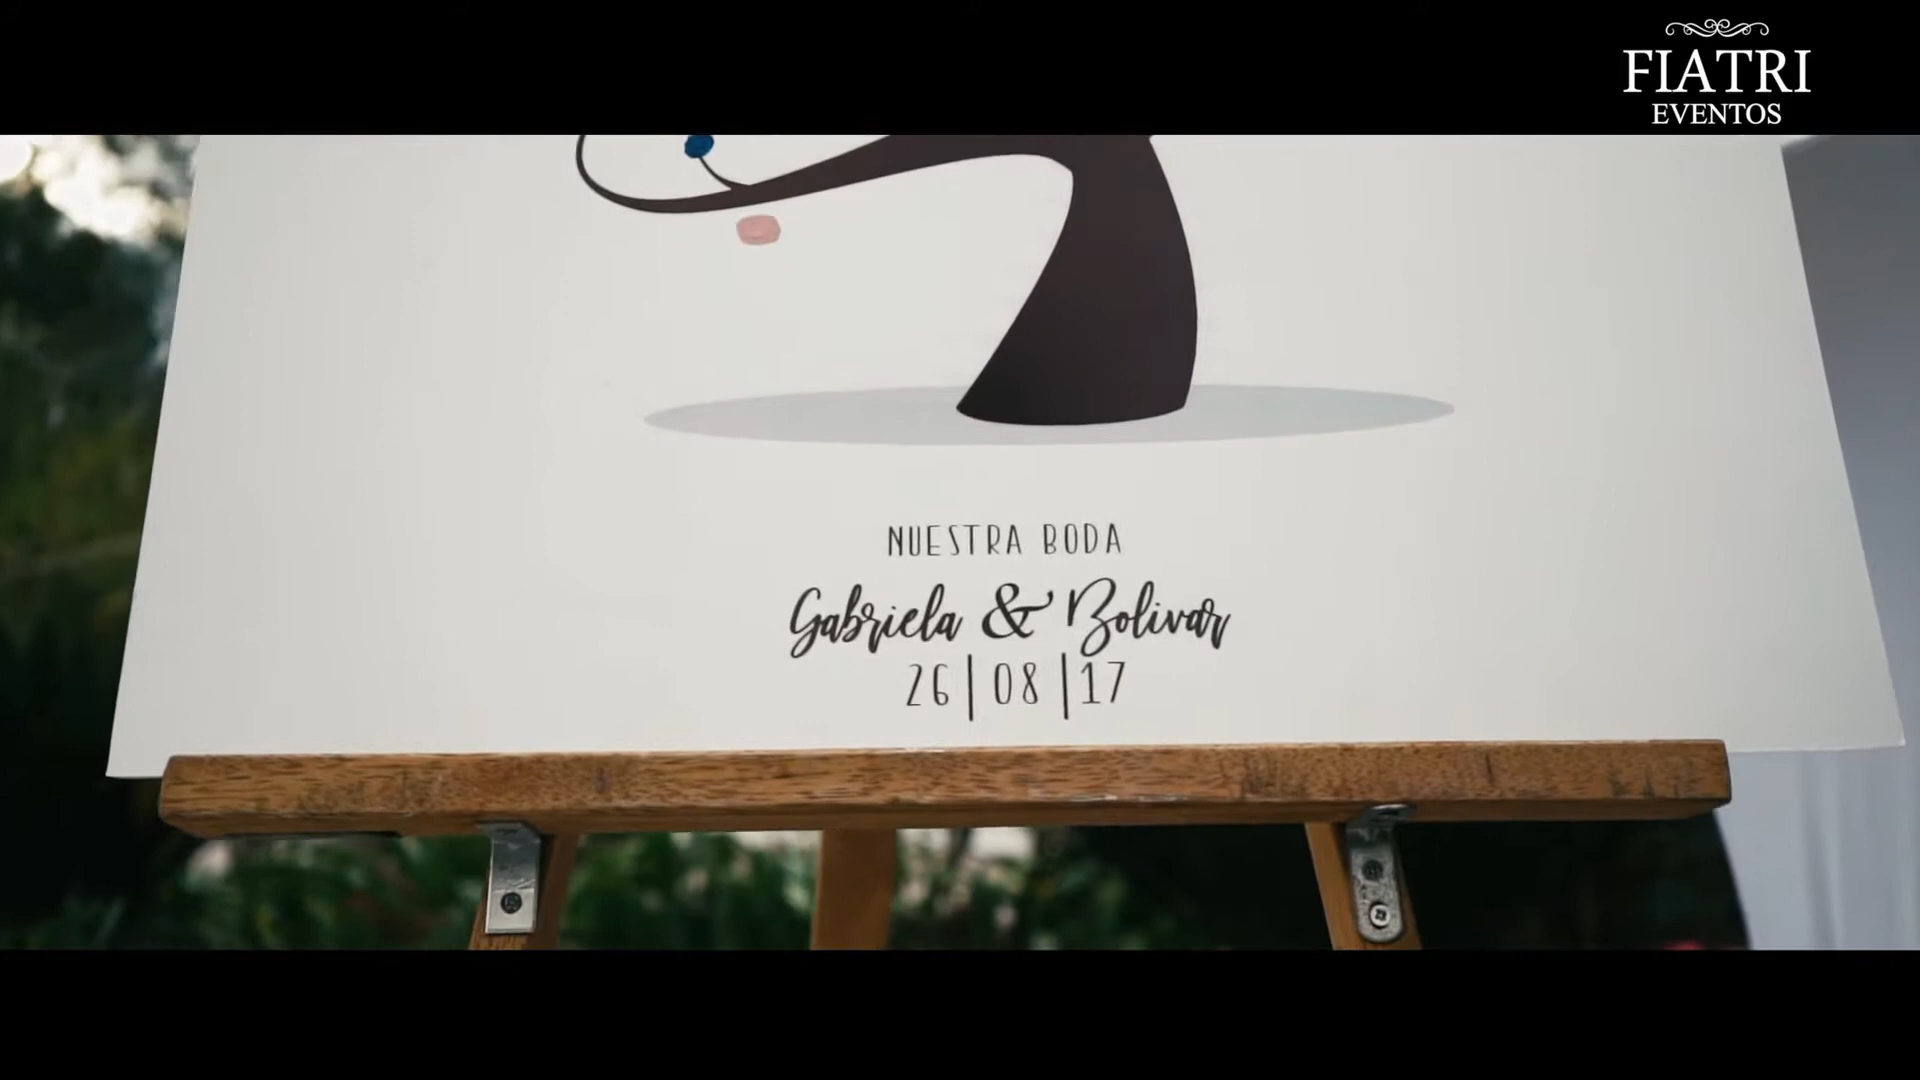 FIATRI
EVENTOS
NUESTRA BODA
Gabriela & Bolivar
26|08|17